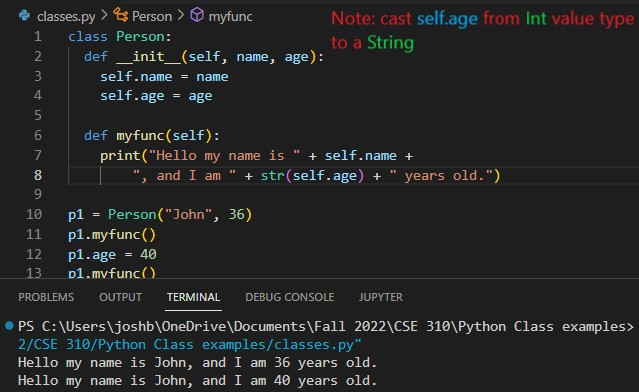 classes.py > Person > myfunc
Note: cast self.age from Int value type
to a String
1 class Person:
2 def __init__(self, name, age):
3 self.name = name
4 self.age = age
5
6 def myfunc(self):
7 print("Hello my name is " + self.name +
8 ", and I am " + str(self.age) + " years old.")
9
10 p1 = Person("John", 36)
11 p1.myfunc()
12 p1.age = 40
13 p1.myfunc()
PROBLEMS OUTPUT TERMINAL DEBUG CONSOLE JUPYTER
PS C:\Users\joshb\OneDrive\Documents\Fall 2022\CSE 310\Python Class examples>
2/CSE 310/Python Class examples/classes.py"
Hello my name is John, and I am 36 years old.
Hello my name is John, and I am 40 years old.